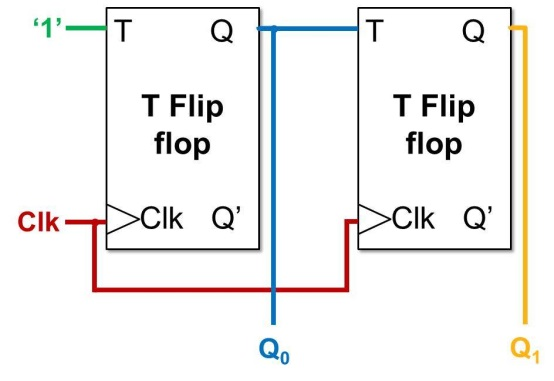 ‘1’ T Q T Q
T Flip flop
T Flip flop
Clk Clk Q’ Clk Q’
Q0 Q1